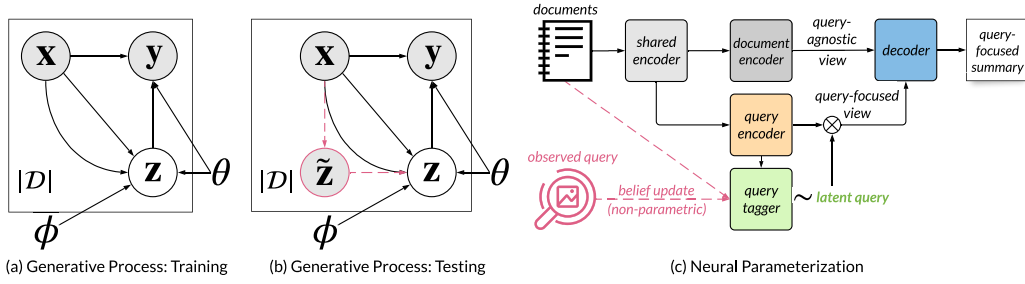 x
y
z
|D|
θ
ϕ
(a) Generative Process: Training
x
y
z̃
z
|D|
θ
ϕ
(b) Generative Process: Testing
documents
shared
encoder
document
encoder
query-
agnostic
view
decoder
query-
focused
summary
query
encoder
query-focused
view
observed query
belief update
(non-parametric)
query
tagger
~ latent query
(c) Neural Parameterization